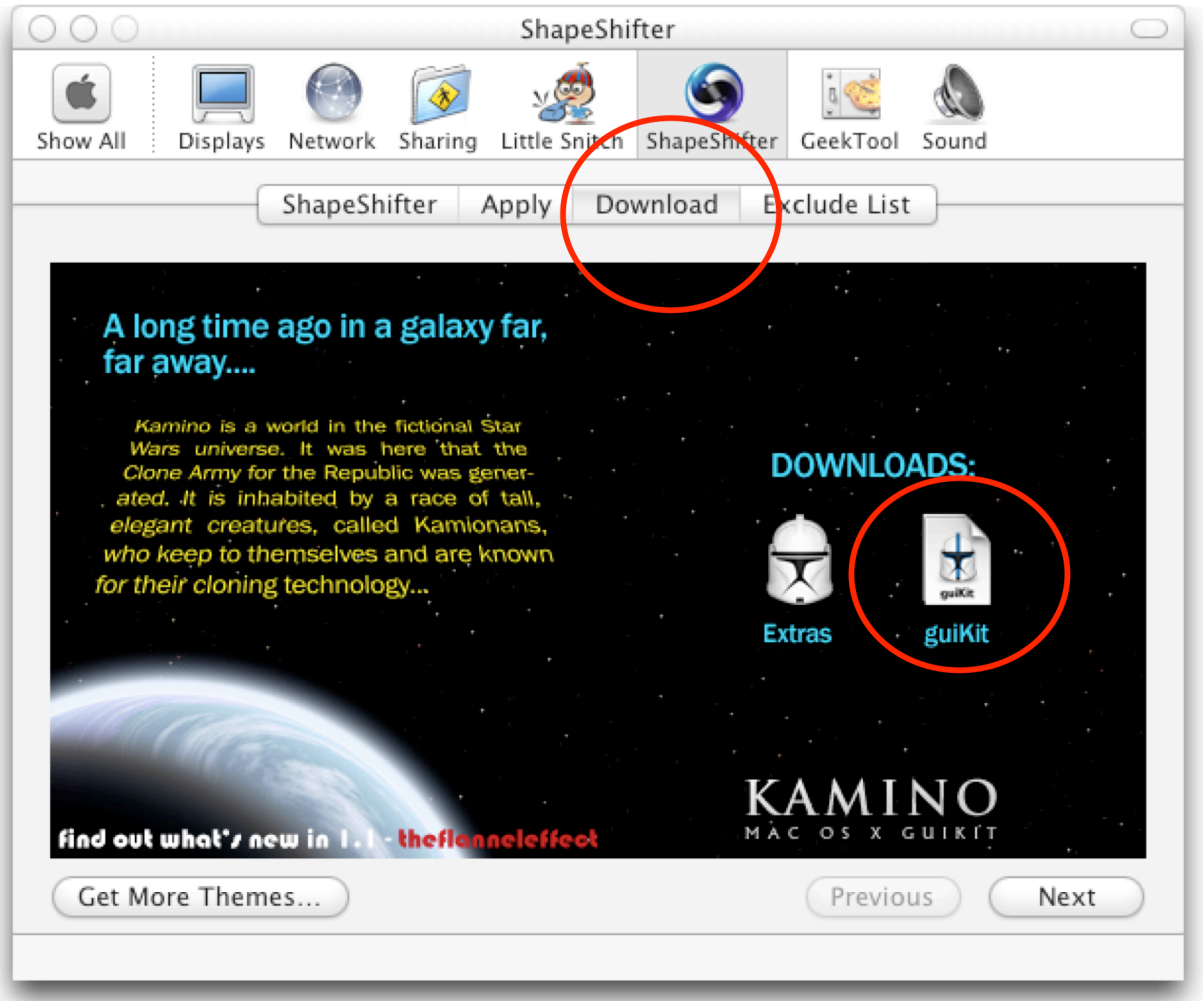 ShapeShifter
Show All Displays Network Sharing Little Snitch ShapeShifter GeekTool Sound
ShapeShifter Apply Download Exclude List
A long time ago in a galaxy far,
far away....
Kamino is a world in the fictional Star
Wars universe. It was here that the
Clone Army for the Republic was gener-
ated. It is inhabited by a race of tall,
elegant creatures, called Kamionans,
who keep to themselves and are known
for their cloning technology...
DOWNLOADS:
guiKit
Extras guiKit
KAMINO
MAC OS X GUIKIT
find out what's new in 1.1 - theflanneleffect
Get More Themes... Previous Next